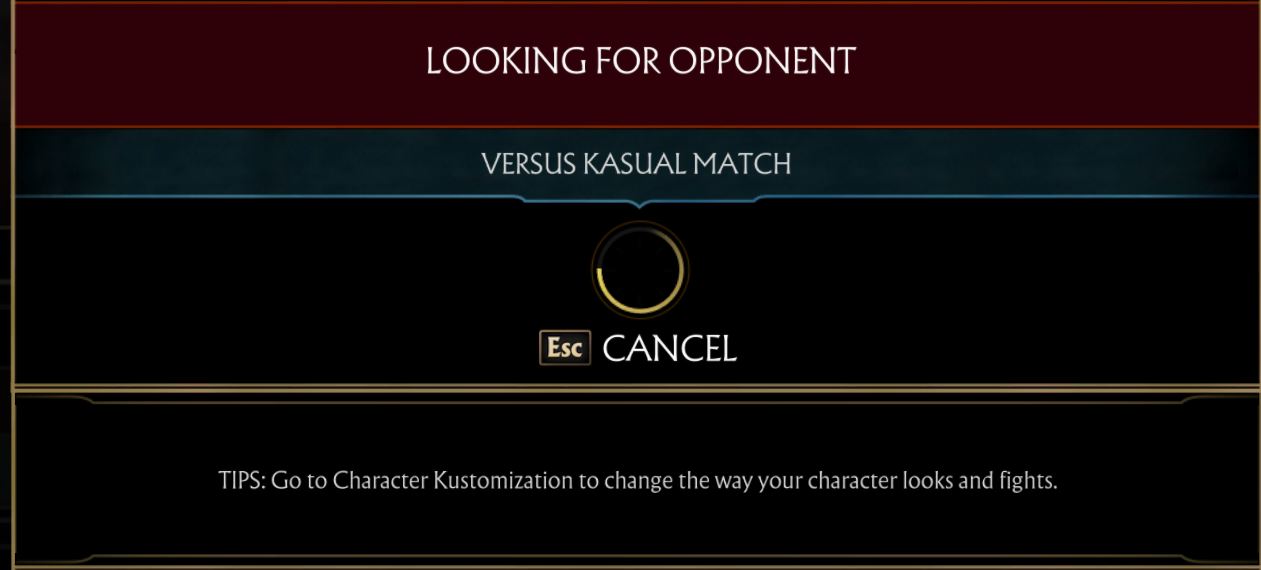 LOOKING FOR OPPONENT
VERSUS KASUAL MATCH
Esc CANCEL
TIPS: Go to Character Kustomization to change the way your character looks and fights.